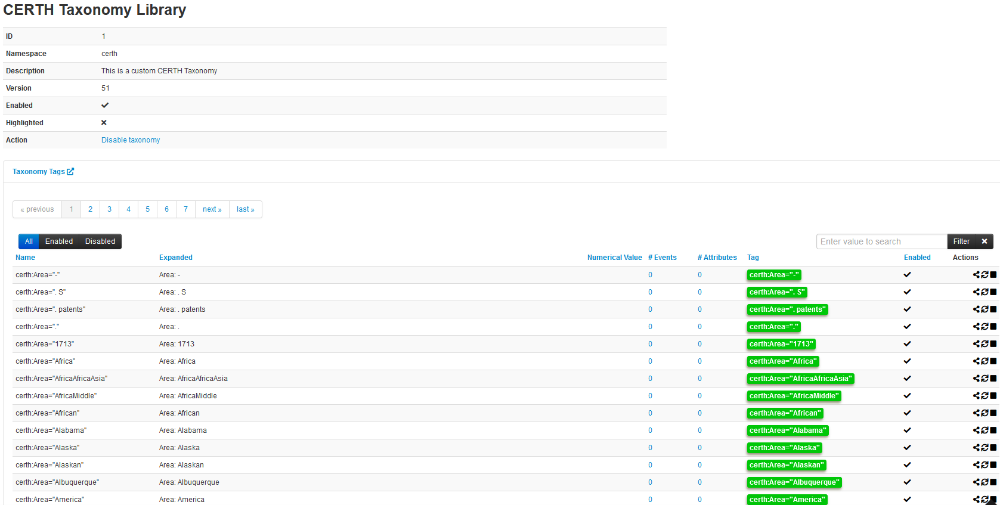 CERTH Taxonomy Library
ID 1
Namespace certh
Description This is a custom CERTH Taxonomy
Version 51
Enabled
Highlighted
Action Disable taxonomy
Taxonomy Tags
« previous 1 2 3 4 5 6 7 next » last »
All Enabled Disabled Enter value to search Filter
Name Expanded Numerical Value # Events # Attributes Tag Enabled Actions
certh:Area="-" Area: - 0 0 certh:Area="-"
certh:Area=". S" Area: . S 0 0 certh:Area=". S"
certh:Area=". patents" Area: . patents 0 0 certh:Area=". patents"
certh:Area="." Area: . 0 0 certh:Area="."
certh:Area="1713" Area: 1713 0 0 certh:Area="1713"
certh:Area="Africa" Area: Africa 0 0 certh:Area="Africa"
certh:Area="AfricaAfricaAsia" Area: AfricaAfricaAsia 0 0 certh:Area="AfricaAfricaAsia"
certh:Area="AfricaMiddle" Area: AfricaMiddle 0 0 certh:Area="AfricaMiddle"
certh:Area="African" Area: African 0 0 certh:Area="African"
certh:Area="Alabama" Area: Alabama 0 0 certh:Area="Alabama"
certh:Area="Alaska" Area: Alaska 0 0 certh:Area="Alaska"
certh:Area="Alaskan" Area: Alaskan 0 0 certh:Area="Alaskan"
certh:Area="Albuquerque" Area: Albuquerque 0 0 certh:Area="Albuquerque"
certh:Area="America" Area: America 0 0 certh:Area="America"